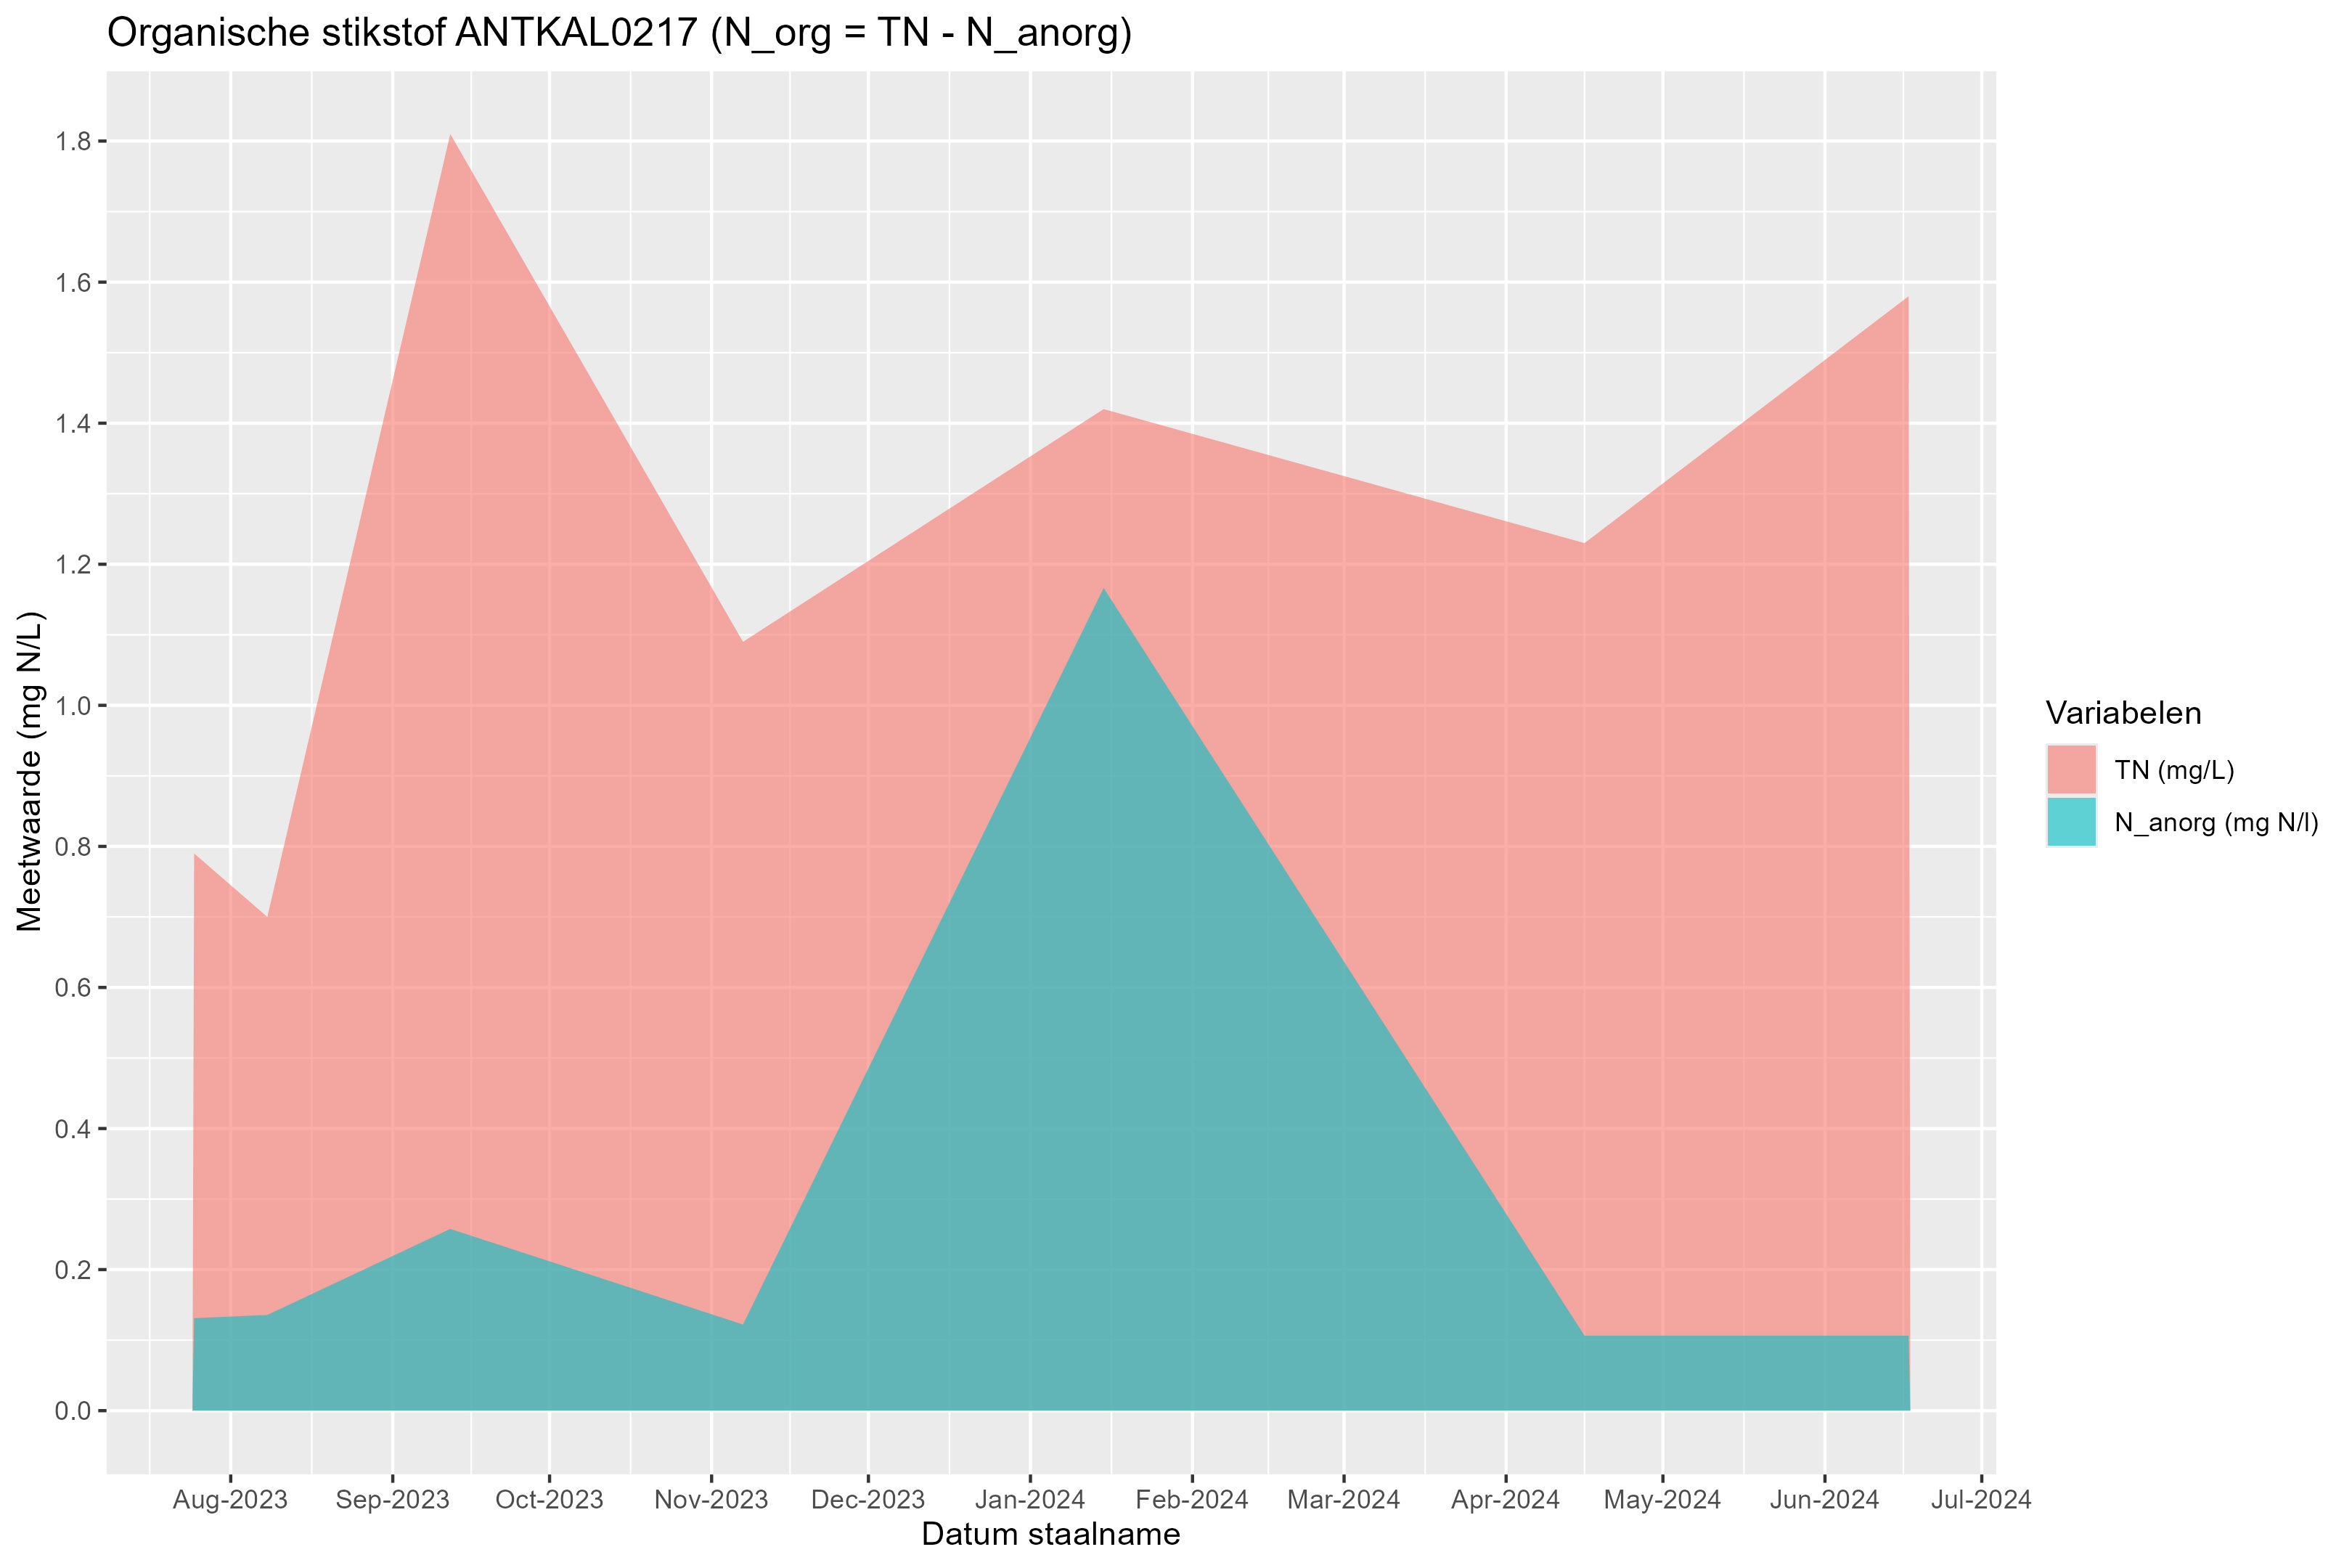 Organische stikstof ANTKAL0217 (N_org = TN - N_anorg)
1.8
1.6
1.4
1.2
1.0
0.8
0.6
0.4
0.2
0.0
Meetwaarde (mg N/L)
Aug-2023 Sep-2023 Oct-2023 Nov-2023 Dec-2023 Jan-2024 Feb-2024 Mar-2024 Apr-2024 May-2024 Jun-2024 Jul-2024
Datum staalname
Variabelen
TN (mg/L)
N_anorg (mg N/l)